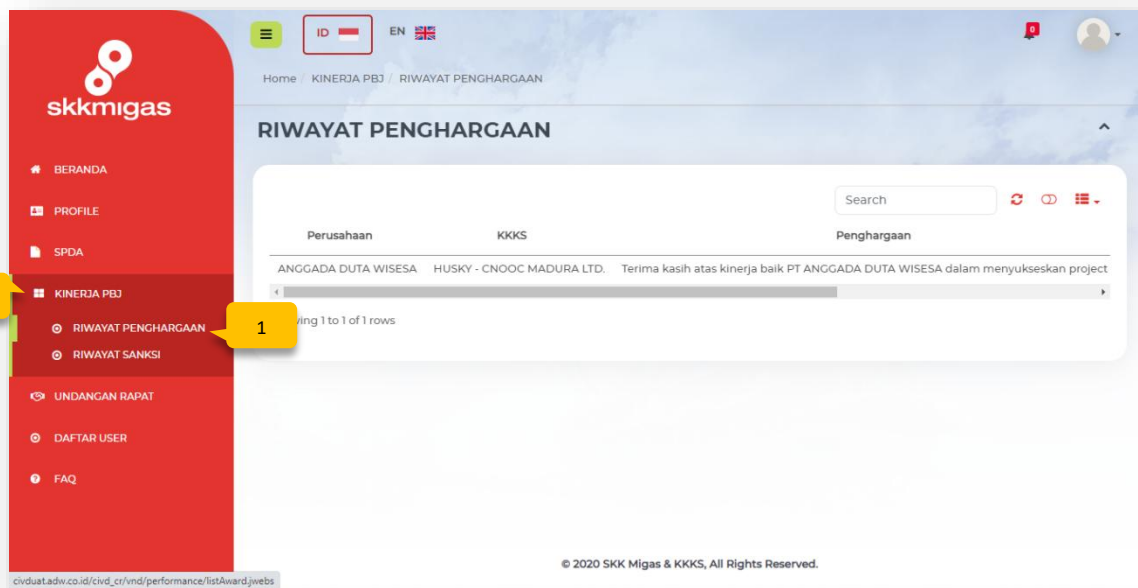 ID EN 0
skkmigas
Home / KINERJA PBJ / RIWAYAT PENGHARGAAN
RIWAYAT PENGHARGAAN
BERANDA
PROFILE
SPDA
KINERJA PBJ
RIWAYAT PENGHARGAAN
RIWAYAT SANKSI
UNDANGAN RAPAT
DAFTAR USER
FAQ
1
Search
Perusahaan KKKS Penghargaan
ANGGADA DUTA WISESA HUSKY - CNOOC MADURA LTD. Terima kasih atas kinerja baik PT ANGGADA DUTA WISESA dalam menyukseskan project
1 to 1 of 1 rows
© 2020 SKK Migas & KKKS, All Rights Reserved.
civduat.adw.co.id/civd_cr/vnd/performance/listAward.jwebs